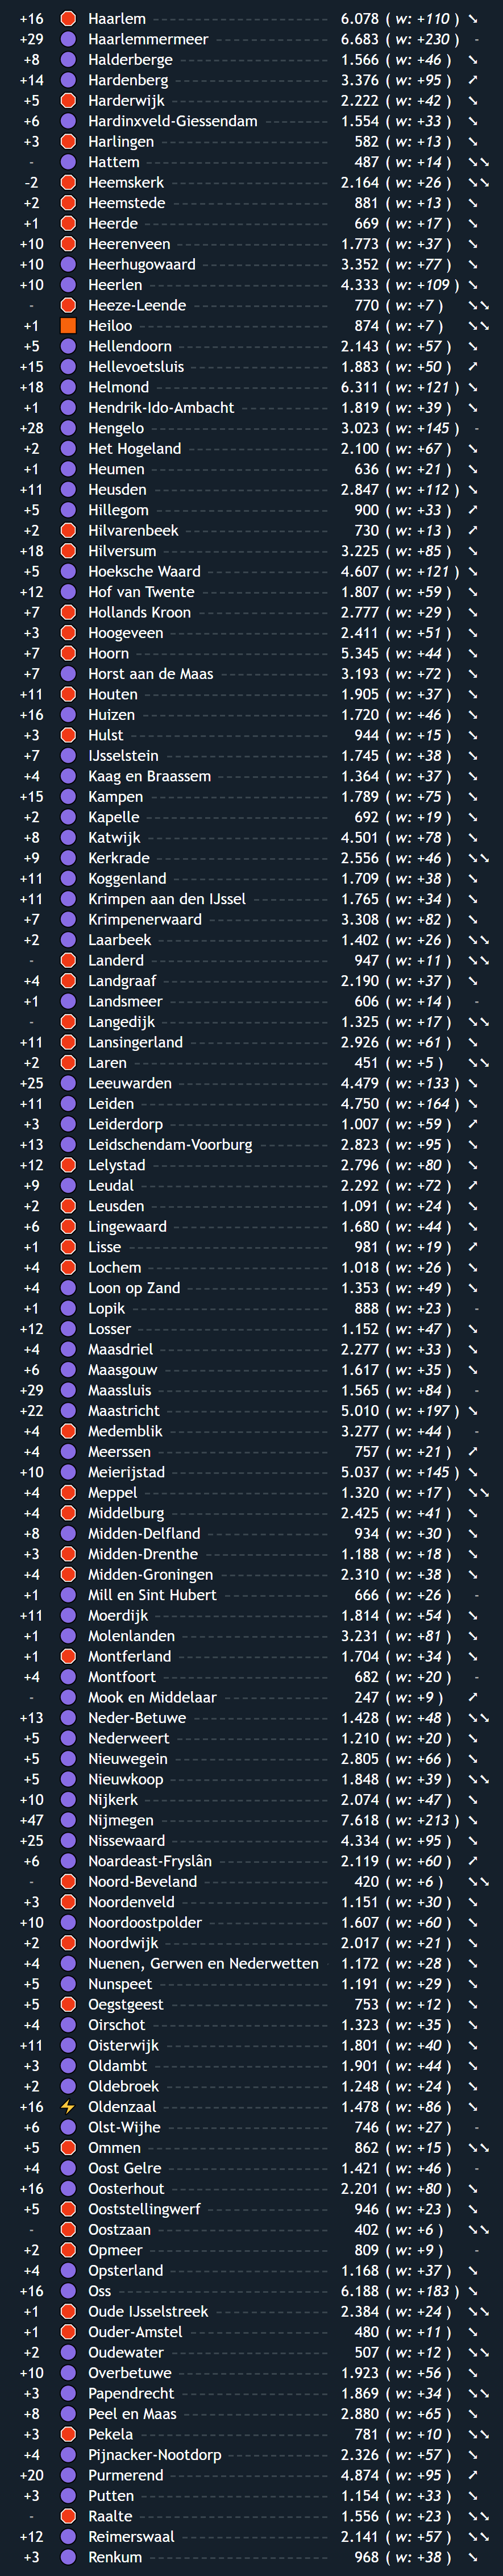 +16 Haarlem 6.078 ( w: +110 ) ↘
+29 Haarlemmermeer 6.683 ( w: +230 ) -
+8 Halderberge 1.566 ( w: +46 ) ↘
+14 Hardenberg 3.376 ( w: +95 ) ↗
+5 Harderwijk 2.222 ( w: +42 ) ↘
+6 Hardinxveld-Giessendam 1.554 ( w: +33 ) ↘
+3 Harlingen 582 ( w: +13 ) ↘
- Hattem 487 ( w: +14 ) ↘↘
-2 Heemskerk 2.164 ( w: +26 ) ↘↘
+2 Heemstede 881 ( w: +13 ) ↘
+1 Heerde 669 ( w: +17 ) ↘
+10 Heerenveen 1.773 ( w: +37 ) ↘
+10 Heerhugowaard 3.352 ( w: +77 ) ↘
+10 Heerlen 4.333 ( w: +109 ) ↘
- Heeze-Leende 770 ( w: +7 ) ↘↘
+1 Heiloo 874 ( w: +7 ) ↘↘
+5 Hellendoorn 2.143 ( w: +57 ) ↘
+15 Hellevoetsluis 1.883 ( w: +50 ) ↗
+18 Helmond 6.311 ( w: +121 ) ↘
+1 Hendrik-Ido-Ambacht 1.819 ( w: +39 ) ↘
+28 Hengelo 3.023 ( w: +145 ) -
+2 Het Hogeland 2.100 ( w: +67 ) ↘
+1 Heumen 636 ( w: +21 ) ↘
+11 Heusden 2.847 ( w: +112 ) ↘
+5 Hillegom 900 ( w: +33 ) ↗
+2 Hilvarenbeek 730 ( w: +13 ) ↗
+18 Hilversum 3.225 ( w: +85 ) ↘
+5 Hoeksche Waard 4.607 ( w: +121 ) ↘
+12 Hof van Twente 1.807 ( w: +59 ) ↘
+7 Hollands Kroon 2.777 ( w: +29 ) ↘
+3 Hoogeveen 2.411 ( w: +51 ) ↘
+7 Hoorn 5.345 ( w: +44 ) ↘
+7 Horst aan de Maas 3.193 ( w: +72 ) ↘
+11 Houten 1.905 ( w: +37 ) ↘
+16 Huizen 1.720 ( w: +46 ) ↘
+3 Hulst 944 ( w: +15 ) ↘
+7 IJsselstein 1.745 ( w: +38 ) ↘
+4 Kaag en Braassem 1.364 ( w: +37 ) ↘
+15 Kampen 1.789 ( w: +75 ) ↘
+2 Kapelle 692 ( w: +19 ) ↘
+8 Katwijk 4.501 ( w: +78 ) ↘
+9 Kerkrade 2.556 ( w: +46 ) ↘↘
+11 Koggenland 1.709 ( w: +38 ) ↘
+11 Krimpen aan den IJssel 1.765 ( w: +34 ) ↘
+7 Krimpenerwaard 3.308 ( w: +82 ) ↘
+2 Laarbeek 1.402 ( w: +26 ) ↘↘
- Landerd 947 ( w: +11 ) ↘↘
+4 Landgraaf 2.190 ( w: +37 ) ↘
+1 Landsmeer 606 ( w: +14 ) -
- Langedijk 1.325 ( w: +17 ) ↘↘
+11 Lansingerland 2.926 ( w: +61 ) ↘
+2 Laren 451 ( w: +5 ) ↘↘
+25 Leeuwarden 4.479 ( w: +133 ) ↘
+11 Leiden 4.750 ( w: +164 ) ↘
+3 Leiderdorp 1.007 ( w: +59 ) ↗
+13 Leidschendam-Voorburg 2.823 ( w: +95 ) ↘
+12 Lelystad 2.796 ( w: +80 ) ↘
+9 Leudal 2.292 ( w: +72 ) ↗
+2 Leusden 1.091 ( w: +24 ) ↘
+6 Lingewaard 1.680 ( w: +44 ) ↘
+1 Lisse 981 ( w: +19 ) ↗
+4 Lochem 1.018 ( w: +26 ) ↘
+4 Loon op Zand 1.353 ( w: +49 ) ↘
+1 Lopik 888 ( w: +23 ) -
+12 Losser 1.152 ( w: +47 ) ↘
+4 Maasdriel 2.277 ( w: +33 ) ↘
+6 Maasgouw 1.617 ( w: +35 ) ↘
+29 Maassluis 1.565 ( w: +84 ) -
+22 Maastricht 5.010 ( w: +197 ) ↘
+4 Medemblik 3.277 ( w: +44 ) -
+4 Meerssen 757 ( w: +21 ) ↗
+10 Meierijstad 5.037 ( w: +145 ) ↘
+4 Meppel 1.320 ( w: +17 ) ↘↘
+4 Middelburg 2.425 ( w: +41 ) ↘
+8 Midden-Delfland 934 ( w: +30 ) ↘
+3 Midden-Drenthe 1.188 ( w: +18 ) ↘
+4 Midden-Groningen 2.310 ( w: +38 ) ↘
+1 Mill en Sint Hubert 666 ( w: +26 ) -
+11 Moerdijk 1.814 ( w: +54 ) ↘
+1 Molenlanden 3.231 ( w: +81 ) ↘
+1 Montferland 1.704 ( w: +34 ) ↘
+4 Montfoort 682 ( w: +20 ) -
- Mook en Middelaar 247 ( w: +9 ) ↗
+13 Neder-Betuwe 1.428 ( w: +48 ) ↘↘
+5 Nederweert 1.210 ( w: +20 ) ↘
+5 Nieuwegein 2.805 ( w: +66 ) ↘
+5 Nieuwkoop 1.848 ( w: +39 ) ↘↘
+10 Nijkerk 2.074 ( w: +47 ) ↘
+47 Nijmegen 7.618 ( w: +213 ) ↘
+25 Nissewaard 4.334 ( w: +95 ) ↘
+6 Noardeast-Fryslân 2.119 ( w: +60 ) ↗
- Noord-Beveland 420 ( w: +6 ) ↘↘
+3 Noordenveld 1.151 ( w: +30 ) ↘
+10 Noordoostpolder 1.607 ( w: +60 ) ↘
+2 Noordwijk 2.017 ( w: +21 ) ↘
+4 Nuenen, Gerwen en Nederwetten 1.172 ( w: +28 ) ↘
+5 Nunspeet 1.191 ( w: +29 ) ↘
+5 Oegstgeest 753 ( w: +12 ) ↘
+4 Oirschot 1.323 ( w: +35 ) ↘
+11 Oisterwijk 1.801 ( w: +40 ) ↘
+3 Oldambt 1.901 ( w: +44 ) ↘
+2 Oldebroek 1.248 ( w: +24 ) ↘
+16 Oldenzaal 1.478 ( w: +86 ) ↘
+6 Olst-Wijhe 746 ( w: +27 ) -
+5 Ommen 862 ( w: +15 ) ↘↘
+4 Oost Gelre 1.421 ( w: +46 ) -
+16 Oosterhout 2.201 ( w: +80 ) ↘
+5 Ooststellingwerf 946 ( w: +23 ) ↘
- Oostzaan 402 ( w: +6 ) ↘↘
+2 Opmeer 809 ( w: +9 ) -
+4 Opsterland 1.168 ( w: +37 ) ↘
+16 Oss 6.188 ( w: +183 ) ↘
+1 Oude IJsselstreek 2.384 ( w: +24 ) ↘↘
+1 Ouder-Amstel 480 ( w: +11 ) ↘
+2 Oudewater 507 ( w: +12 ) ↘↘
+10 Overbetuwe 1.923 ( w: +56 ) ↘
+3 Papendrecht 1.869 ( w: +34 ) ↘↘
+8 Peel en Maas 2.880 ( w: +65 ) ↘
+3 Pekela 781 ( w: +10 ) ↘↘
+4 Pijnacker-Nootdorp 2.326 ( w: +57 ) ↘
+20 Purmerend 4.874 ( w: +95 ) ↗
+3 Putten 1.154 ( w: +33 ) ↘
- Raalte 1.556 ( w: +23 ) ↘↘
+12 Reimerswaal 2.141 ( w: +57 ) ↘↘
+3 Renkum 968 ( w: +38 ) ↘